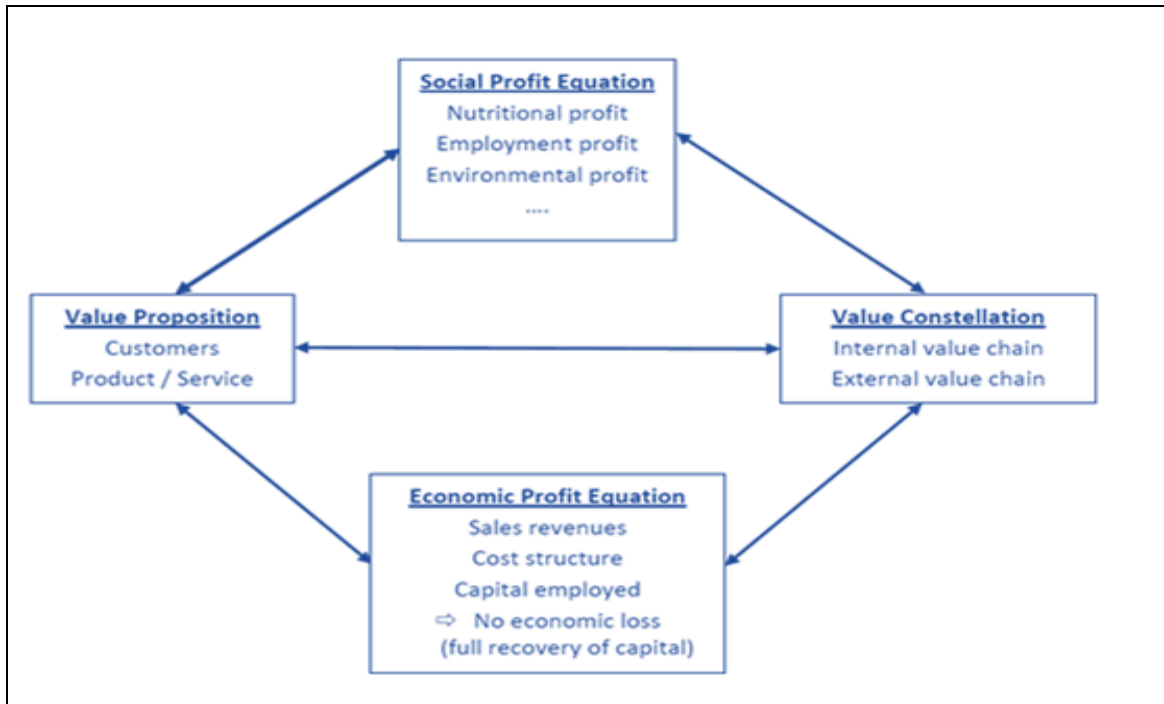 Social Profit Equation
Nutritional profit
Employment profit
Environmental profit
....
Value Proposition
Customers
Product / Service
Value Constellation
Internal value chain
External value chain
Economic Profit Equation
Sales revenues
Cost structure
Capital employed
⇨ No economic loss
(full recovery of capital)